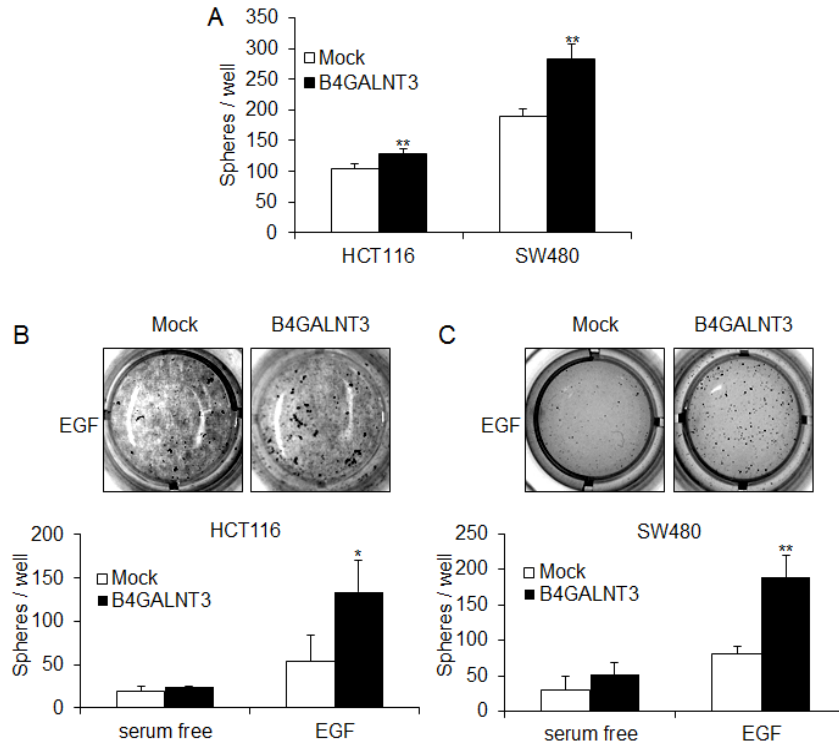 A
350
300
250
200
150
100
50
0
Spheres / well
Mock
B4GALNT3
**
**
HCT116
SW480
B
Mock
B4GALNT3
EGF
HCT116
200
150
100
50
0
Spheres / well
Mock
B4GALNT3
*
serum free
EGF
C
Mock
B4GALNT3
EGF
SW480
250
200
150
100
50
0
Spheres / well
Mock
B4GALNT3
**
serum free
EGF